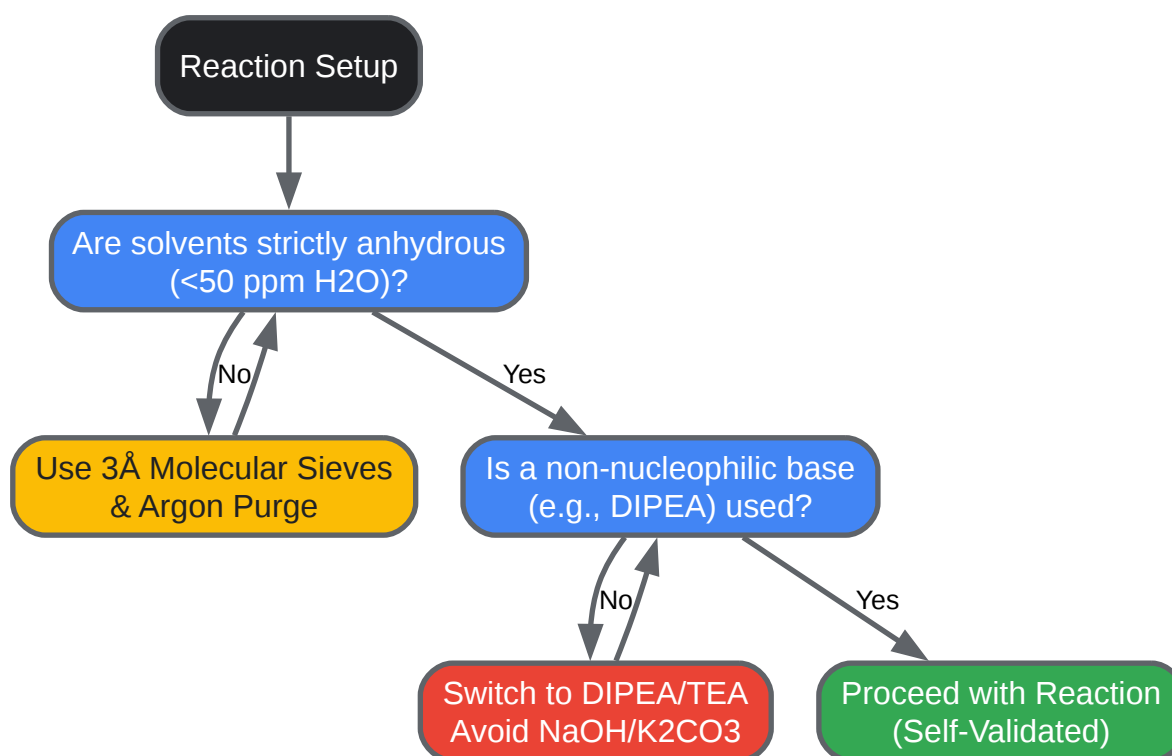 Reaction Setup
Are solvents strictly anhydrous
(<50 ppm H2O)?
No
Yes
Use 3Å Molecular Sieves
& Argon Purge
Is a non-nucleophilic base
(e.g., DIPEA) used?
No
Yes
Switch to DIPEA/TEA
Avoid NaOH/K2CO3
Proceed with Reaction
(Self-Validated)